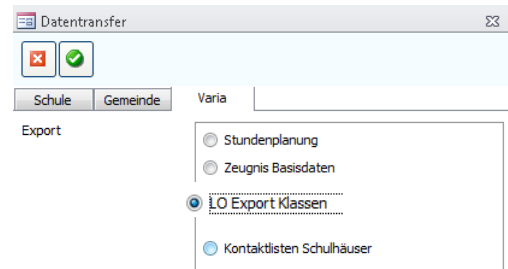 Datentransfer
Schule Gemeinde Varia
Export
Stundenplanung
Zeugnis Basisdaten
LO Export Klassen
Kontaktlisten Schulhäuser